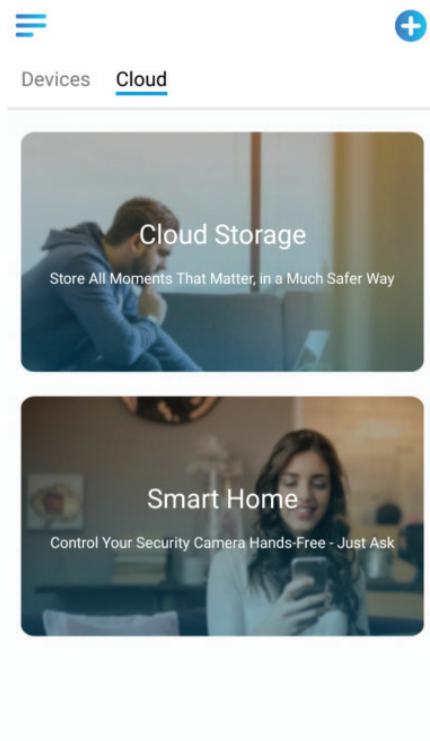 Devices
Cloud
Cloud Storage
Store All Moments That Matter, in a Much Safer Way
Smart Home
Control Your Security Camera Hands-Free - Just Ask